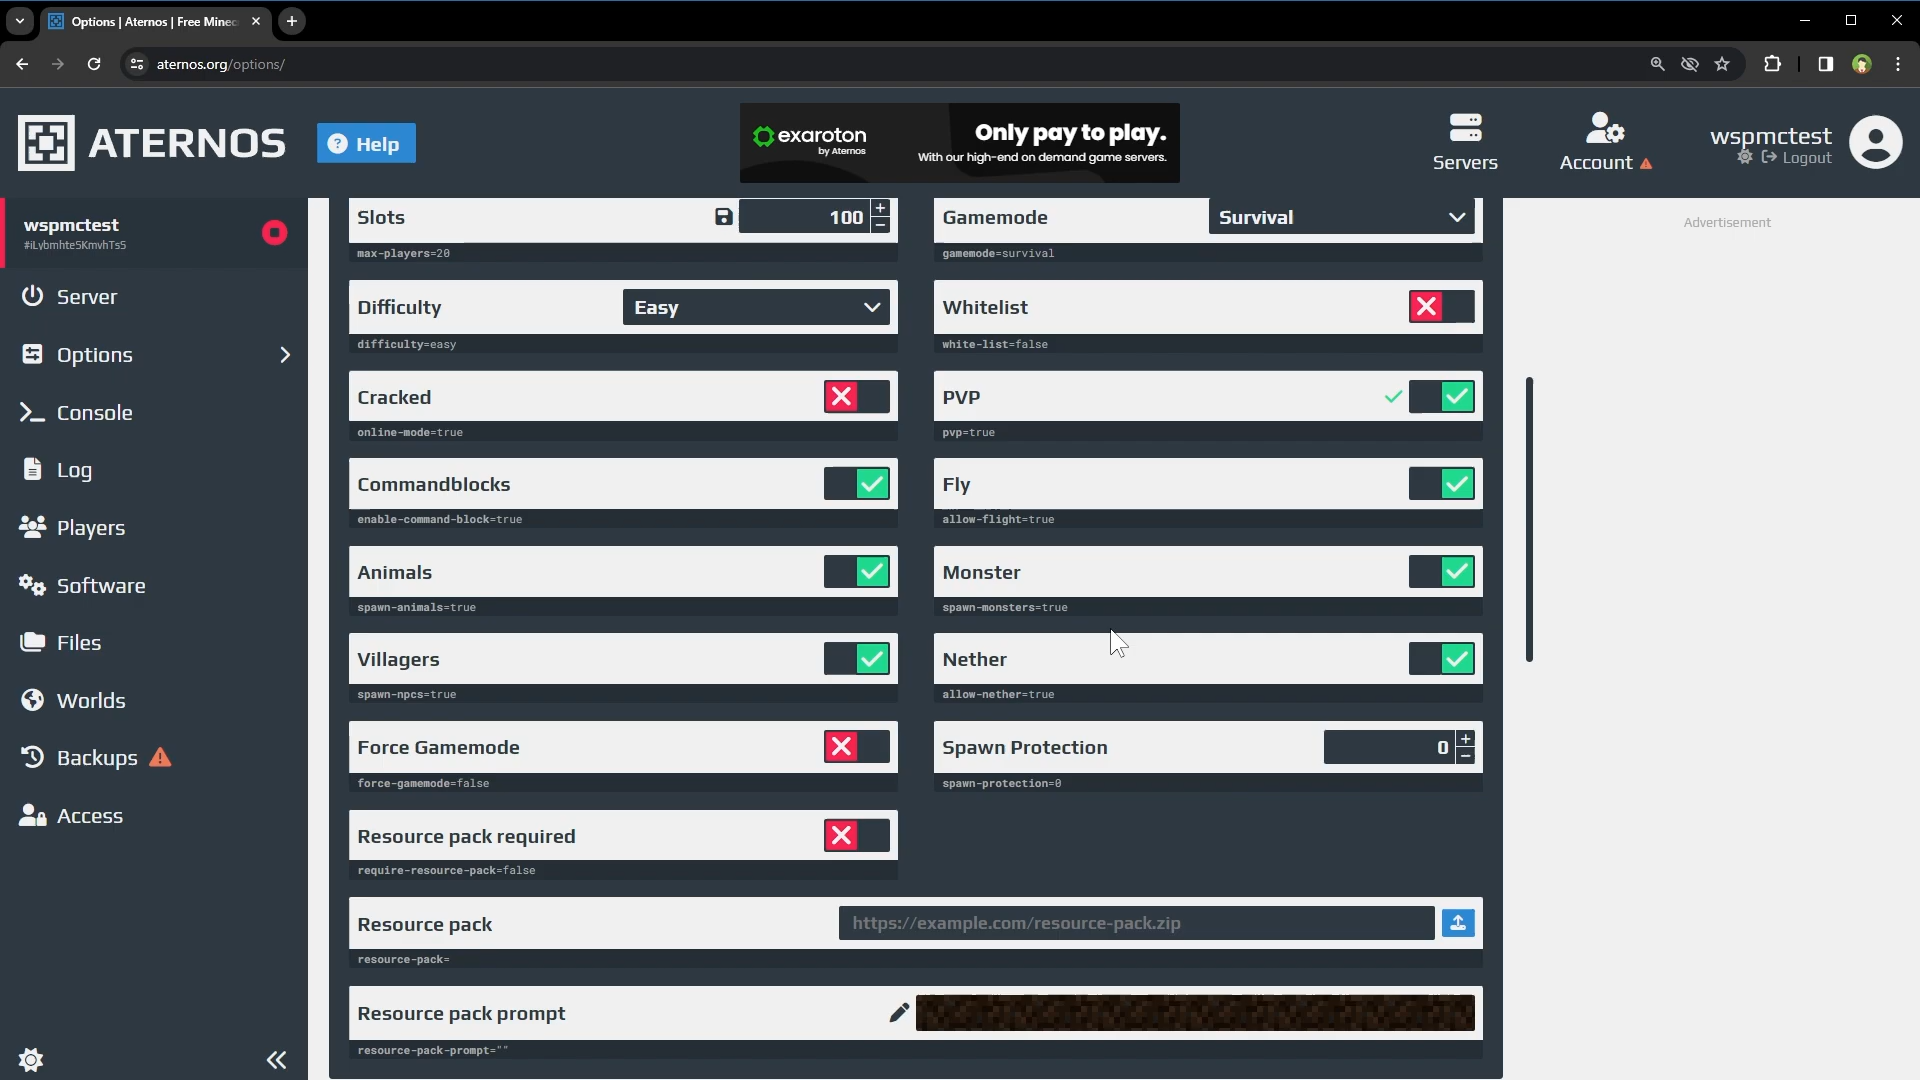 Options | Aternos | Free Minec
aternos.org/options/
ATERNOS
Help
exaroton
by Aternos
Only pay to play.
With our high-end on demand game servers.
Servers
Account
wspmctest
Logout
wspmctest
#iLybmhte5KmvhTsS
Server
Options
Console
Log
Players
Software
Files
Worlds
Backups
Access
Slots
100
max-players=20
Gamemode
Survival
gamemode=survival
Difficulty
Easy
difficulty=easy
Whitelist
white-list=false
Cracked
online-mode=true
PVP
pvp=true
Commandblocks
enable-command-block=true
Fly
allow-flight=true
Animals
spawn-animals=true
Monster
spawn-monsters=true
Villagers
spawn-npcs=true
Nether
allow-nether=true
Force Gamemode
force-gamemode=false
Spawn Protection
0
spawn-protection=0
Resource pack required
require-resource-pack=false
Resource pack
https://example.com/resource-pack.zip
resource-pack=
Resource pack prompt
resource-pack-prompt=""
Advertisement